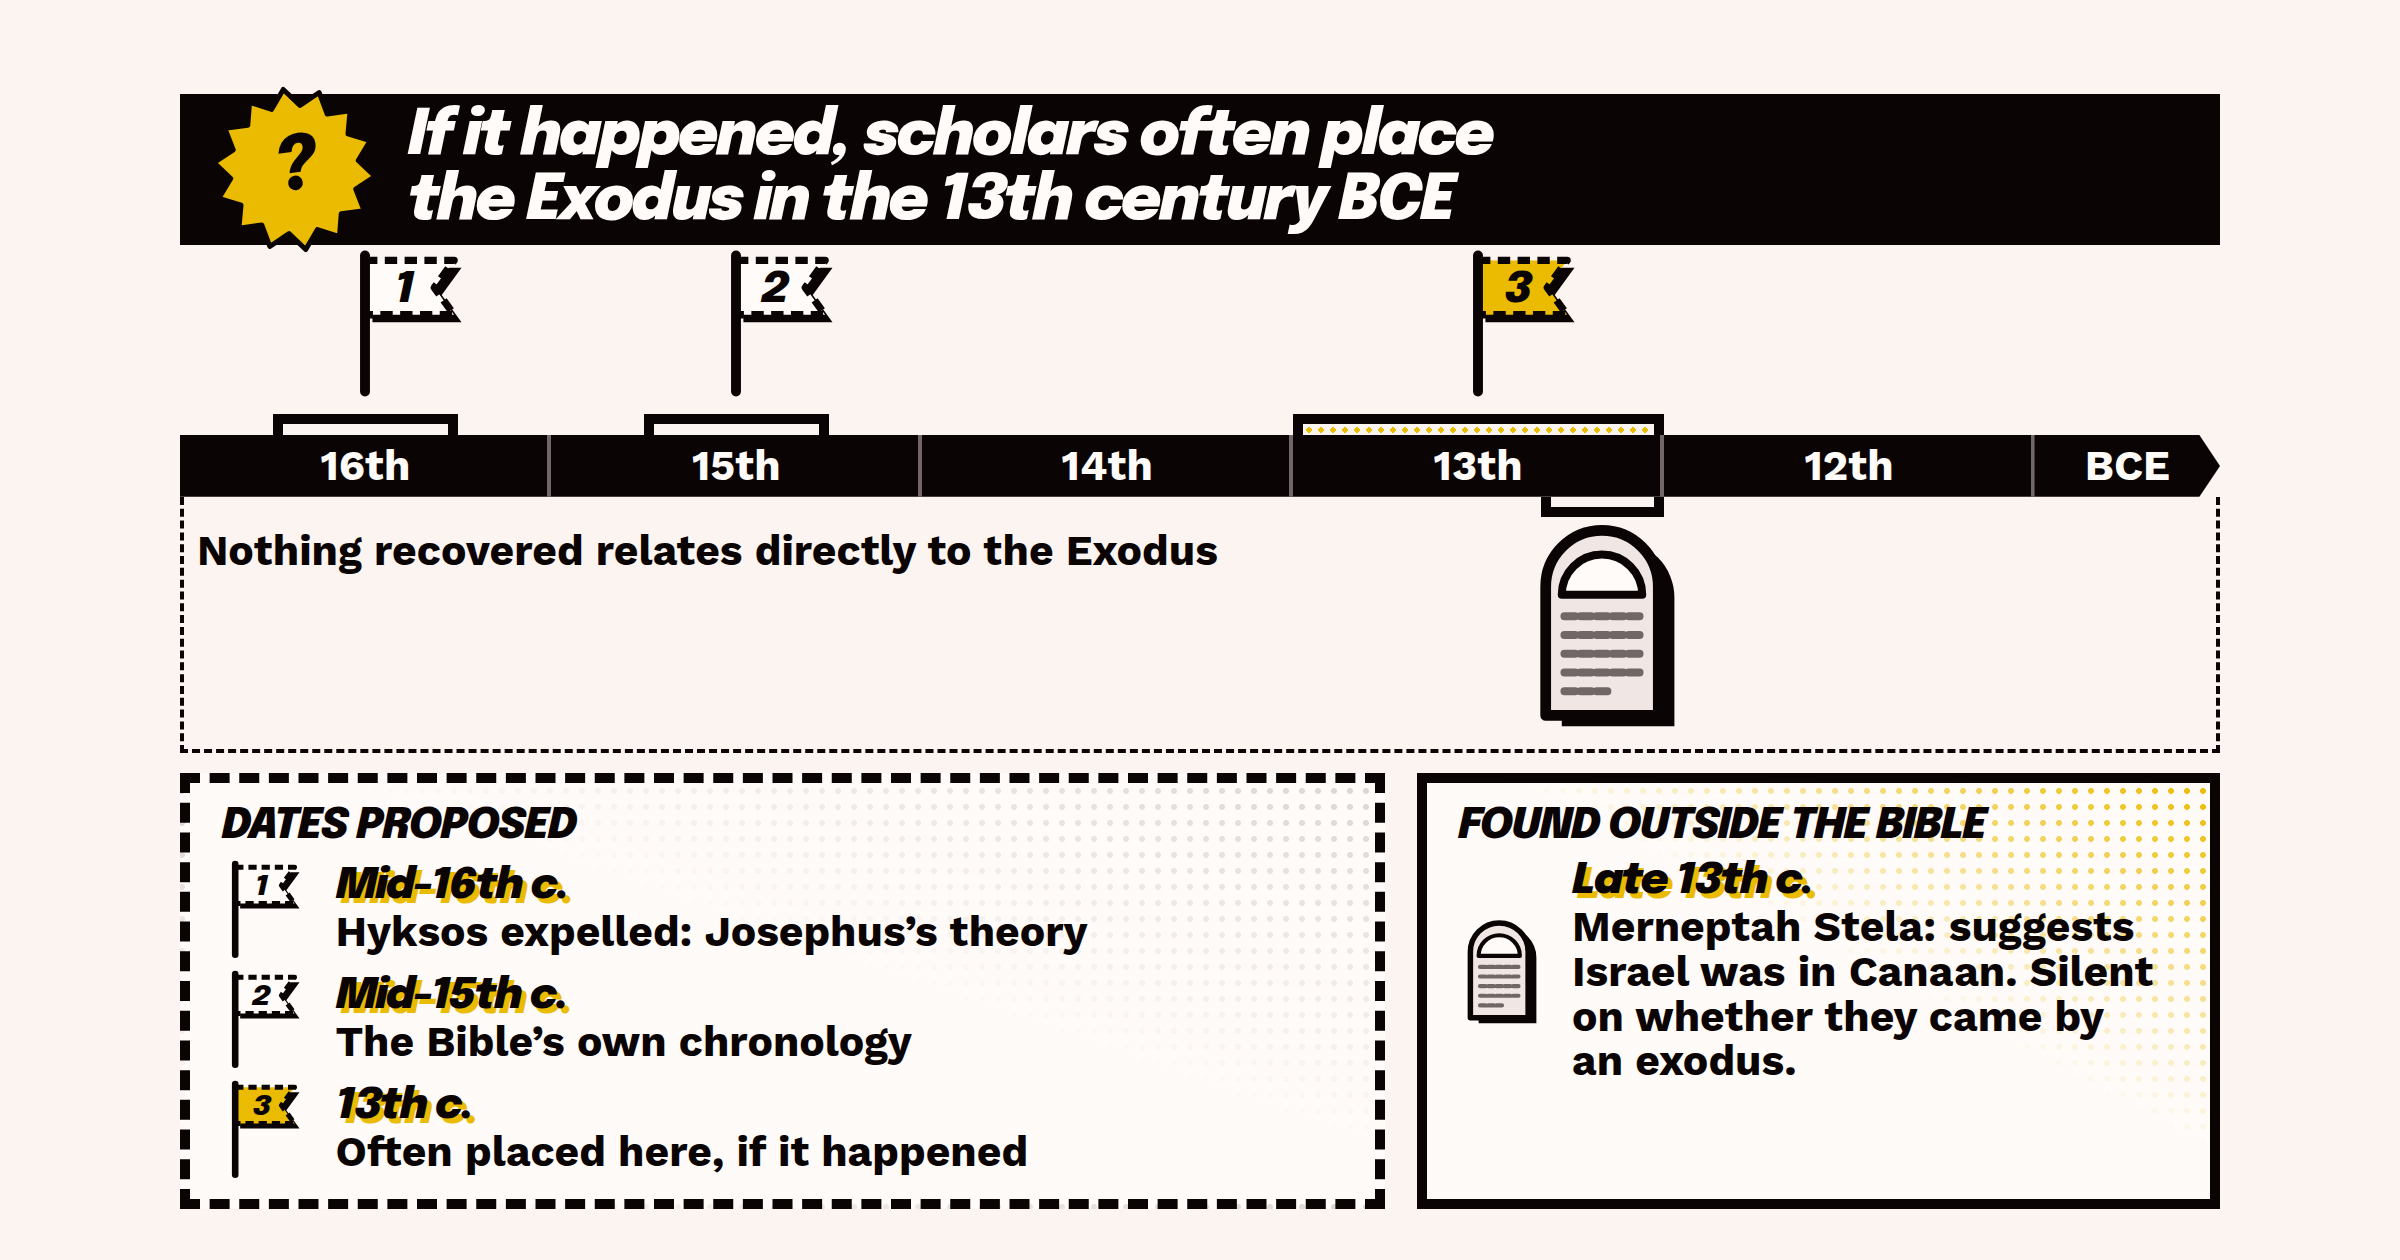 ?
If it happened, scholars often place
the Exodus in the 13th century BCE
1
2
3
16th
15th
14th
13th
12th
BCE
Nothing recovered relates directly to the Exodus
DATES PROPOSED
1
Mid-16th c.
Hyksos expelled: Josephus’s theory
2
Mid-15th c.
The Bible’s own chronology
3
13th c.
Often placed here, if it happened
FOUND OUTSIDE THE BIBLE
Late 13th c.
Merneptah Stela: suggests
Israel was in Canaan. Silent
on whether they came by
an exodus.